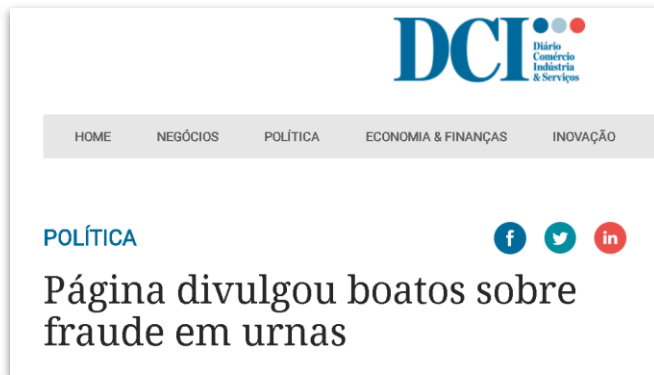 DCI
Diário
Comércio
Indústria
& Serviços
HOME NEGÓCIOS POLÍTICA ECONOMIA & FINANÇAS INOVAÇÃO
POLÍTICA
f in
Página divulgou boatos sobre
fraude em urnas